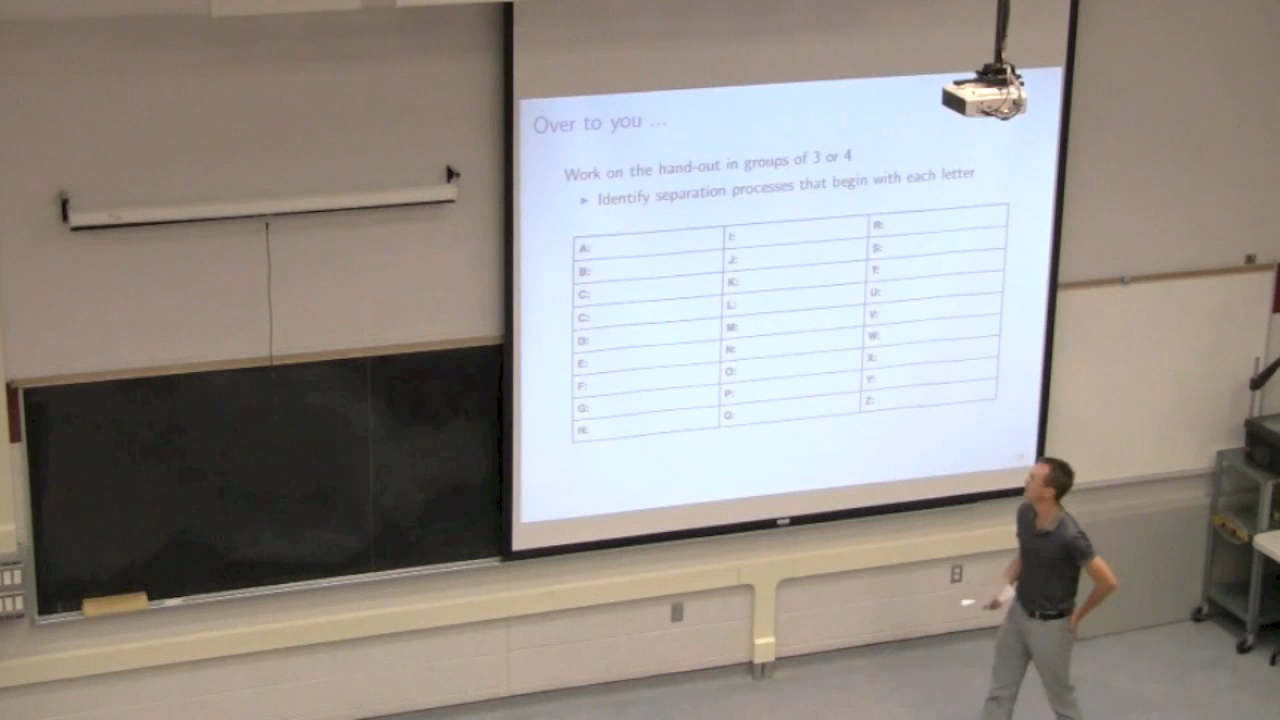 Over to you ...
Work on the hand-out in groups of 3 or 4
▸ Identify separation processes that begin with each letter
A:
B:
C:
C:
D:
E:
F:
G:
H:
I:
J:
K:
L:
M:
N:
O:
P:
Q:
R:
S:
T:
U:
V:
W:
X:
Y:
Z: